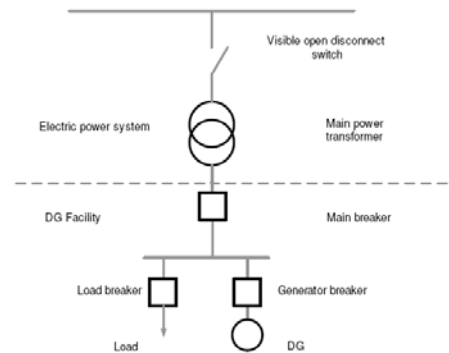 Visible open disconnect
switch
Electric power system
Main power
transformer
DG Facility
Main breaker
Load breaker
Generator breaker
Load
DG